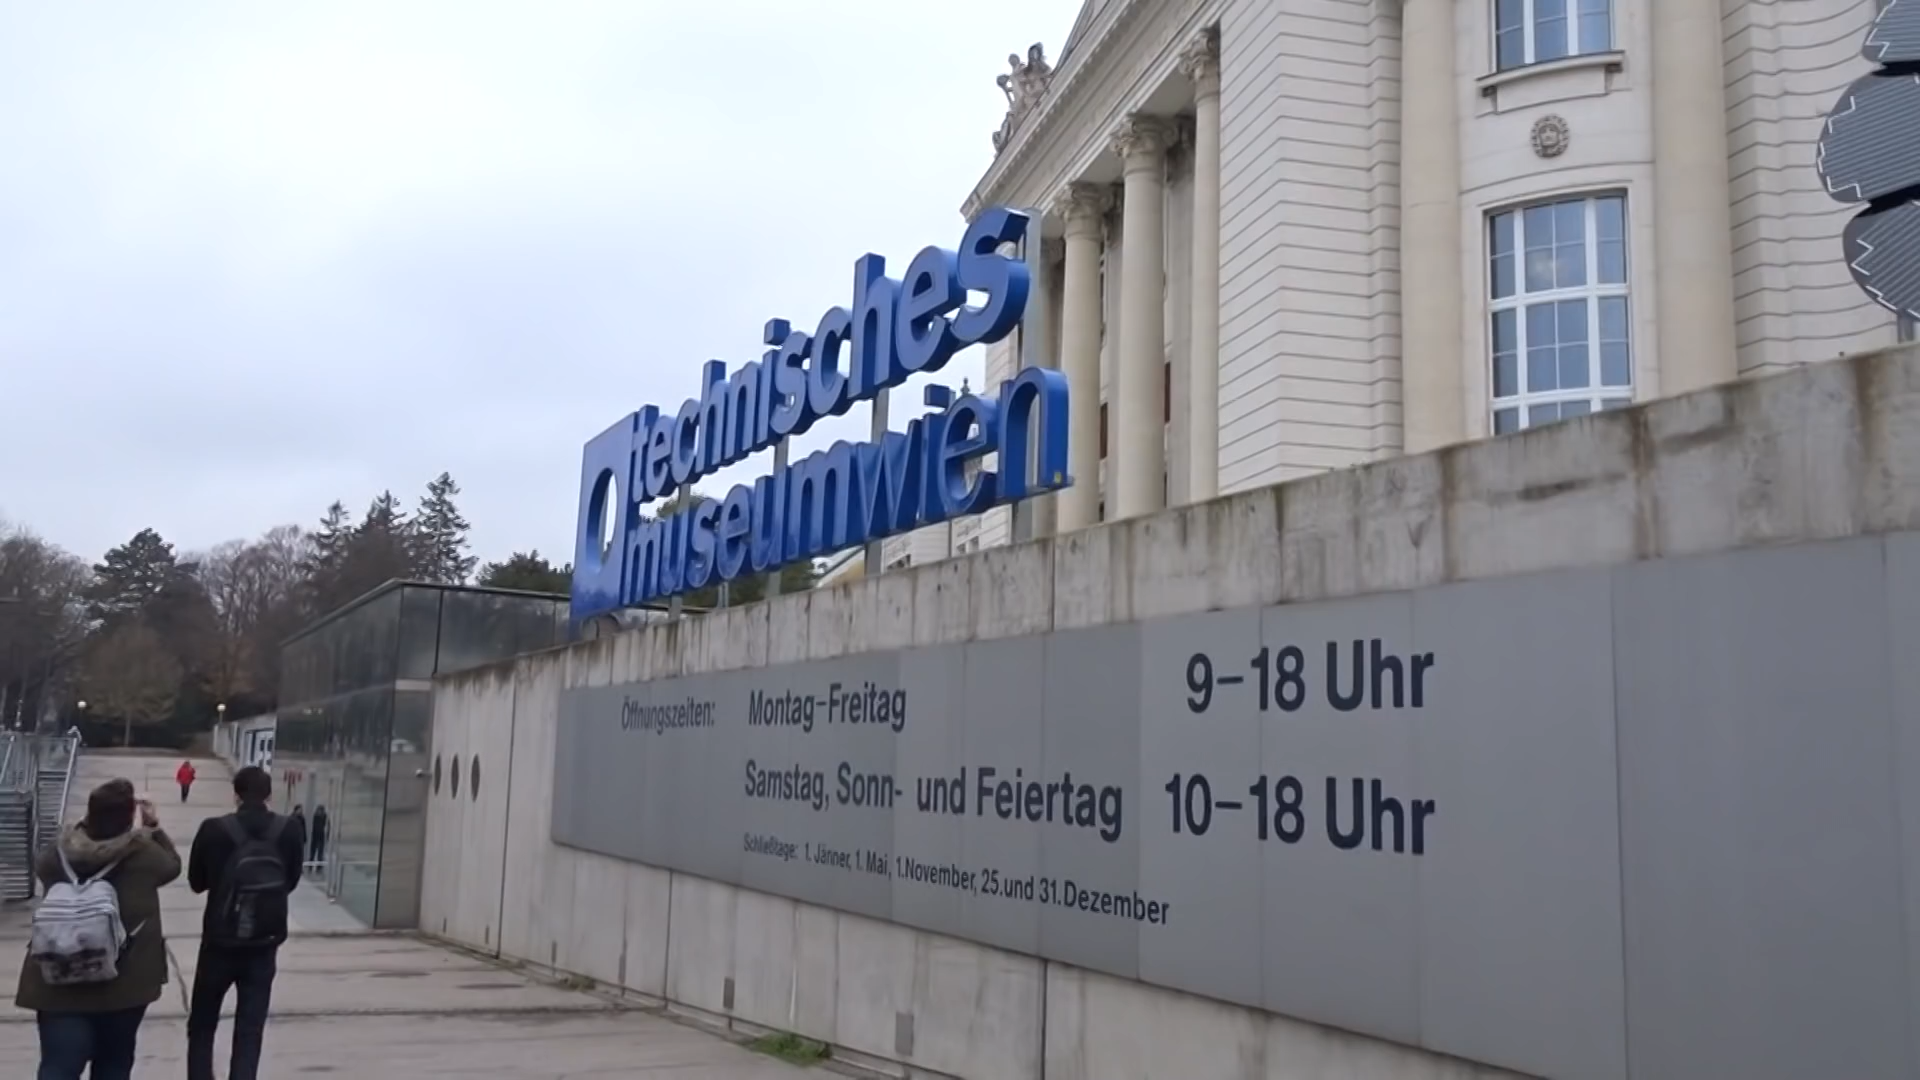 technisches
museumwien
Öffnungszeiten: Montag-Freitag 9-18 Uhr
Samstag, Sonn- und Feiertag 10-18 Uhr
Schließtage: 1. Jänner, 1. Mai, 1.November, 25.und 31.Dezember